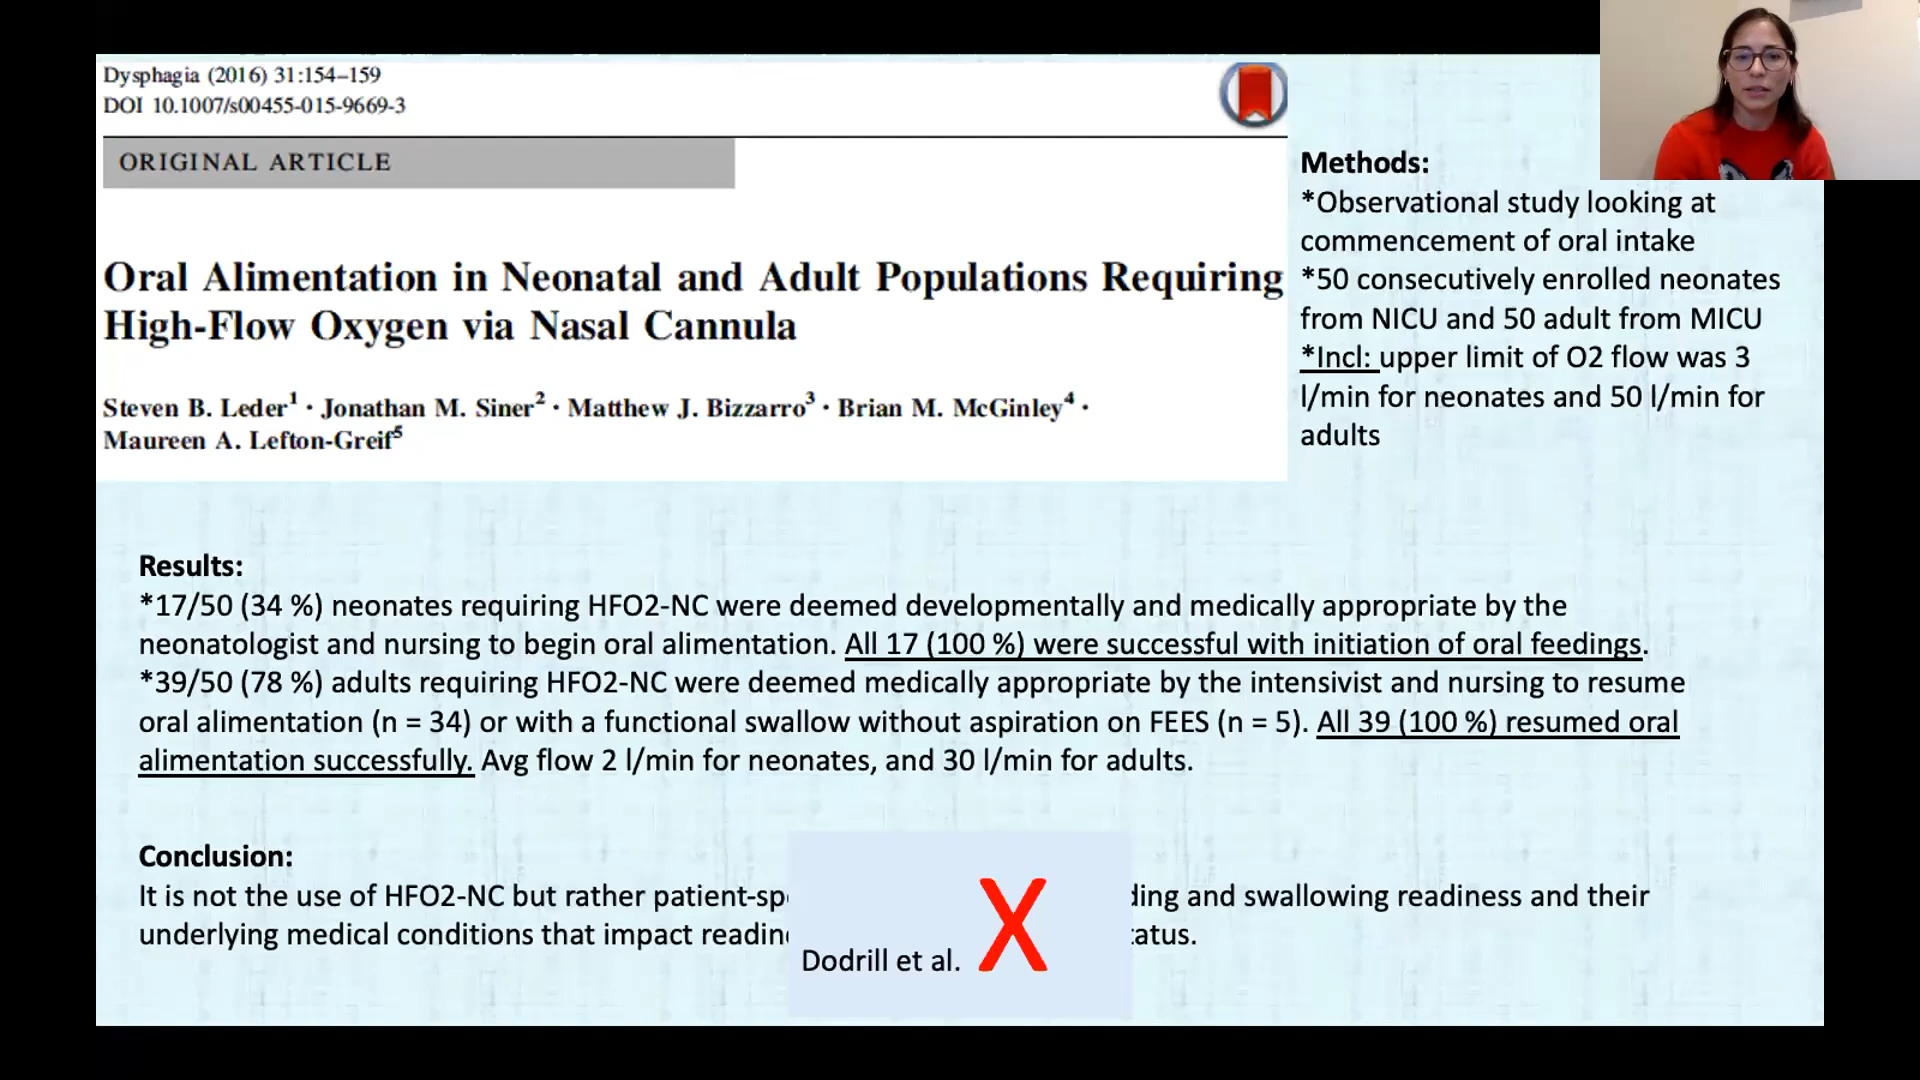 Dysphagia (2016) 31:154–159
DOI 10.1007/s00455-015-9669-3
ORIGINAL ARTICLE
Oral Alimentation in Neonatal and Adult Populations Requiring
High-Flow Oxygen via Nasal Cannula
Steven B. Leder1 · Jonathan M. Siner2 · Matthew J. Bizzarro3 · Brian M. McGinley4 ·
Maureen A. Lefton-Greif5
Methods:
*Observational study looking at
commencement of oral intake
*50 consecutively enrolled neonates
from NICU and 50 adult from MICU
*Incl: upper limit of O2 flow was 3
l/min for neonates and 50 l/min for
adults
Results:
*17/50 (34 %) neonates requiring HFO2-NC were deemed developmentally and medically appropriate by the
neonatologist and nursing to begin oral alimentation. All 17 (100 %) were successful with initiation of oral feedings.
*39/50 (78 %) adults requiring HFO2-NC were deemed medically appropriate by the intensivist and nursing to resume
oral alimentation (n = 34) or with a functional swallow without aspiration on FEES (n = 5). All 39 (100 %) resumed oral
alimentation successfully. Avg flow 2 l/min for neonates, and 30 l/min for adults.
Conclusion:
It is not the use of HFO2-NC but rather and swallowing readiness and their
underlying medical conditions that impact
Dodrill et al. X